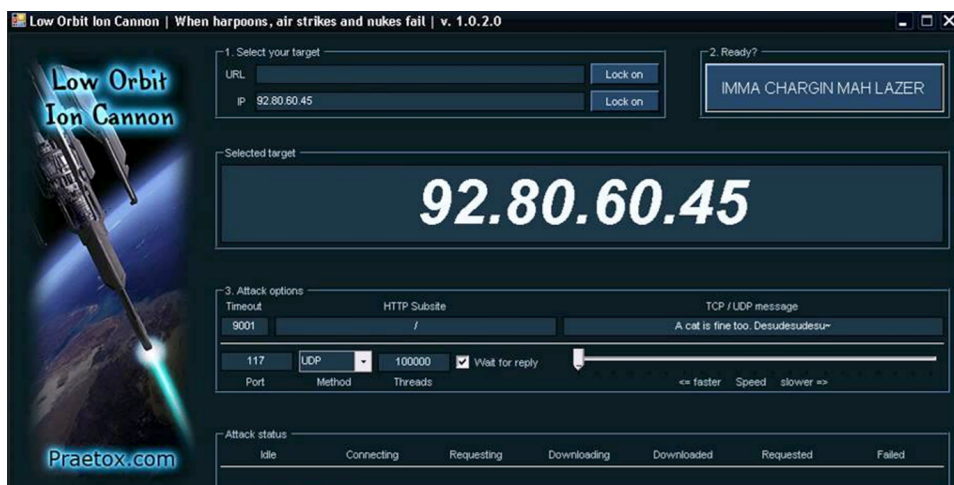 Low Orbit Ion Cannon | When harpoons, air strikes and nukes fail | v. 1.0.2.0
Low Orbit
Ion Cannon
Praetox.com
1. Select your target
URL
Lock on
IP 92.80.60.45
Lock on
2. Ready?
IMMA CHARGIN MAH LAZER
Selected target
92.80.60.45
3. Attack options
Timeout HTTP Subsite TCP / UDP message
9001 / A cat is fine too. Desudesudesu~
117 UDP 100000 Wait for reply
Port Method Threads <= faster Speed slower =>
Attack status
Idle Connecting Requesting Downloading Downloaded Requested Failed